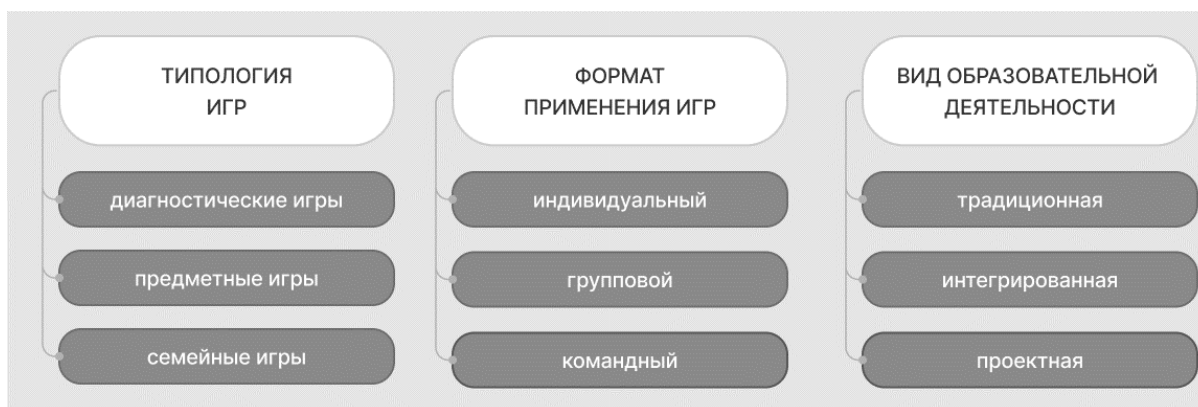 ТИПОЛОГИЯ
ИГР
диагностические игры
предметные игры
семейные игры
ФОРМАТ
ПРИМЕНЕНИЯ ИГР
индивидуальный
групповой
командный
ВИД ОБРАЗОВАТЕЛЬНОЙ
ДЕЯТЕЛЬНОСТИ
традиционная
интегрированная
проектная